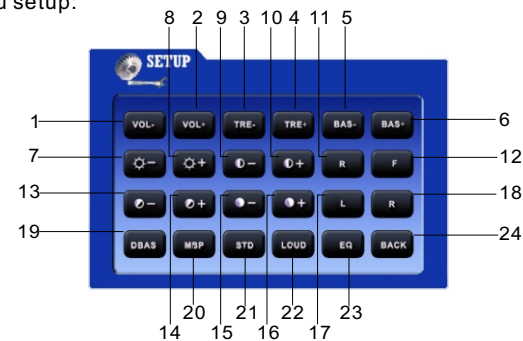 u setup:
8 2 9 3 10 4 11 5
SETUP
1 VOL- VOL+ TRE- TRE+ BAS- BAS+ 6
7 − + − + R F 12
13 − + − + L R 18
19 DBAS STD LOUD EQ BACK 24
20 21 22 23
14 15 16 17